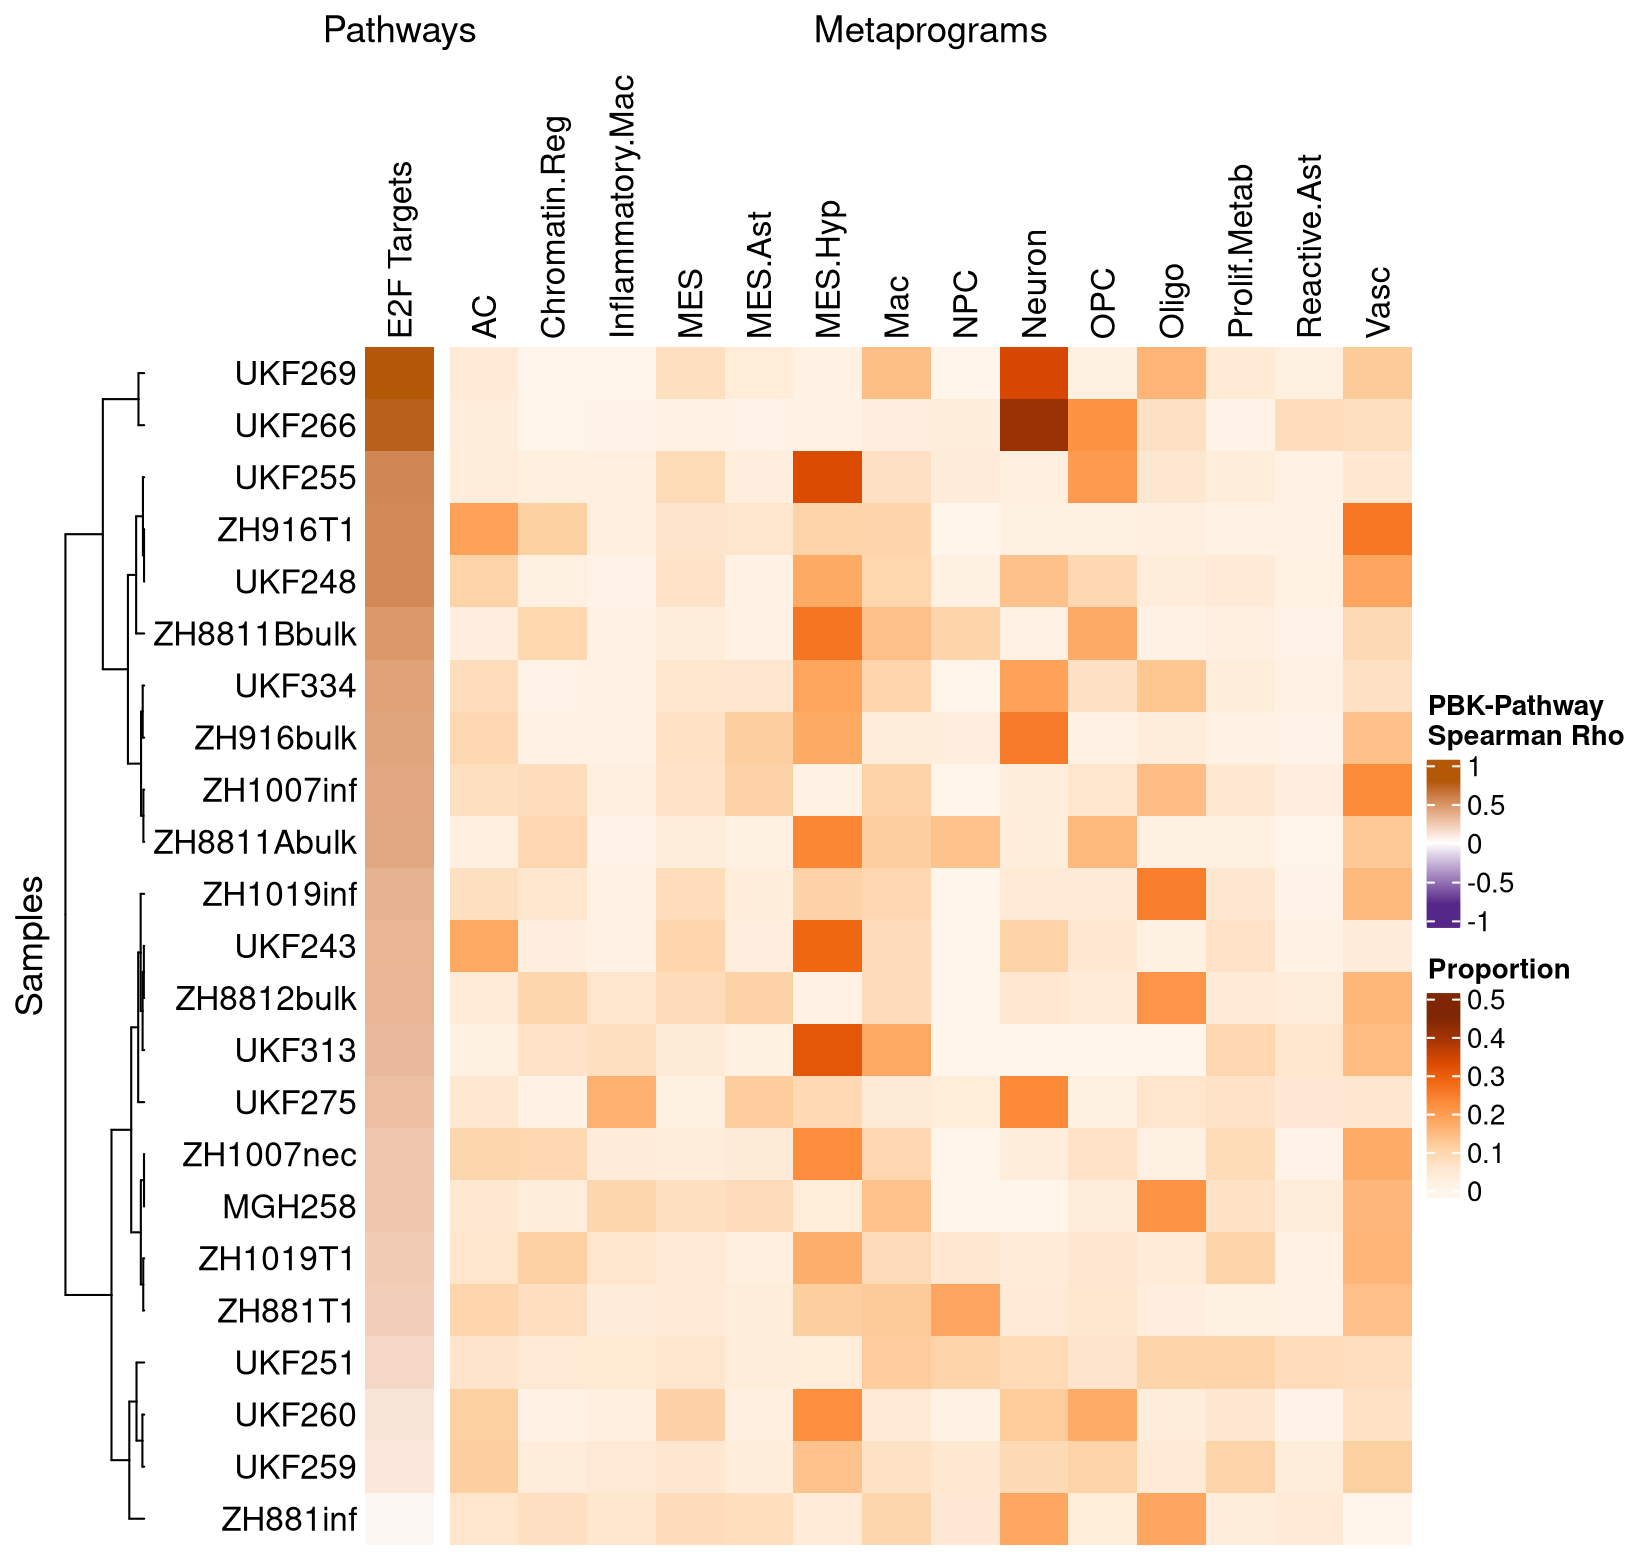 Pathways
Metaprograms
E2F Targets
AC
Chromatin.Reg
Inflammatory.Mac
MES
MES.Ast
MES.Hyp
Mac
NPC
Neuron
OPC
Oligo
Prolif.Metab
Reactive.Ast
Vasc
Samples
UKF269
UKF266
UKF255
ZH916T1
UKF248
ZH8811Bbulk
UKF334
ZH916bulk
ZH1007inf
ZH8811Abulk
ZH1019inf
UKF243
ZH8812bulk
UKF313
UKF275
ZH1007nec
MGH258
ZH1019T1
ZH881T1
UKF251
UKF260
UKF259
ZH881inf
PBK-Pathway
Spearman Rho
1
0.5
0
-0.5
-1
Proportion
0.5
0.4
0.3
0.2
0.1
0